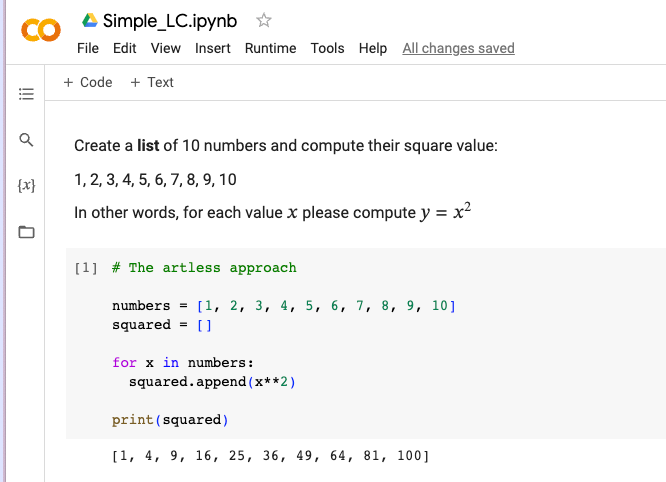 Simple_LC.ipynb
File Edit View Insert Runtime Tools Help All changes saved
+ Code + Text
Create a list of 10 numbers and compute their square value:
1, 2, 3, 4, 5, 6, 7, 8, 9, 10
{x}
In other words, for each value x please compute y = x²
[1] # The artless approach
numbers = [1, 2, 3, 4, 5, 6, 7, 8, 9, 10]
squared = []
for x in numbers:
squared.append(x**2)
print(squared)
[1, 4, 9, 16, 25, 36, 49, 64, 81, 100]